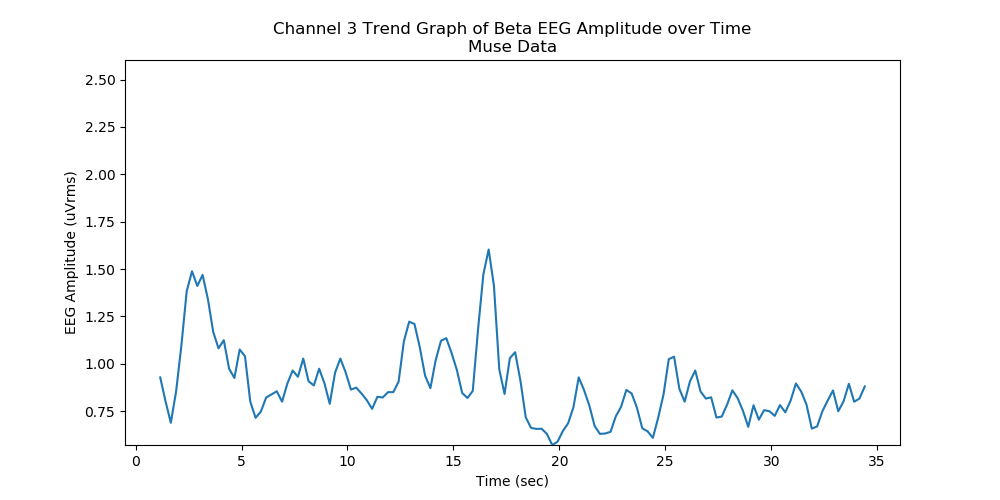 Channel 3 Trend Graph of Beta EEG Amplitude over Time
Muse Data
EEG Amplitude (uVrms)
2.50
2.25
2.00
1.75
1.50
1.25
1.00
0.75
0 5 10 15 20 25 30 35
Time (sec)